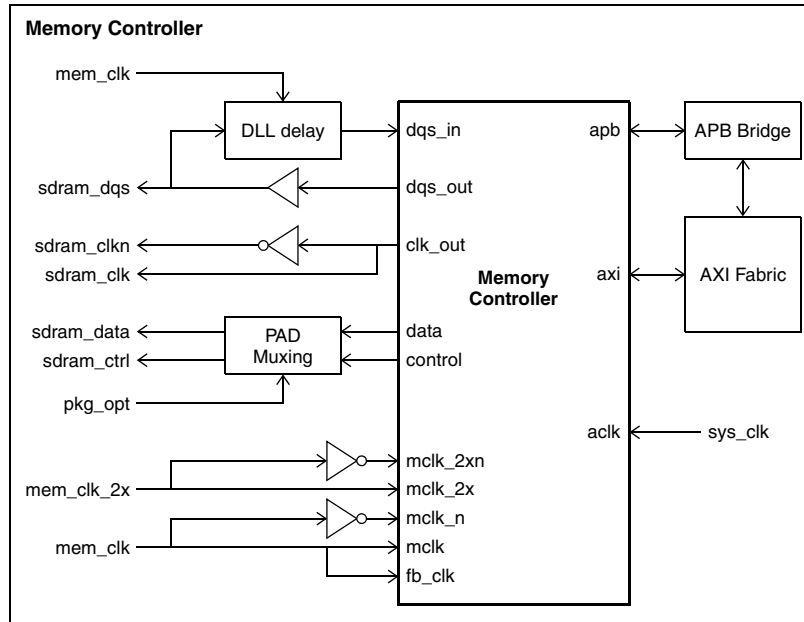 Memory Controller
mem_clk
DLL delay
dqs_in
apb
APB Bridge
sdram_dqs
dqs_out
sdram_clkn
clk_out
sdram_clk
Memory
Controller
axi
AXI Fabric
sdram_data
PAD
Muxing
data
sdram_ctrl
control
pkg_opt
aclk
sys_clk
mclk_2xn
mem_clk_2x
mclk_2x
mclk_n
mem_clk
mclk
fb_clk